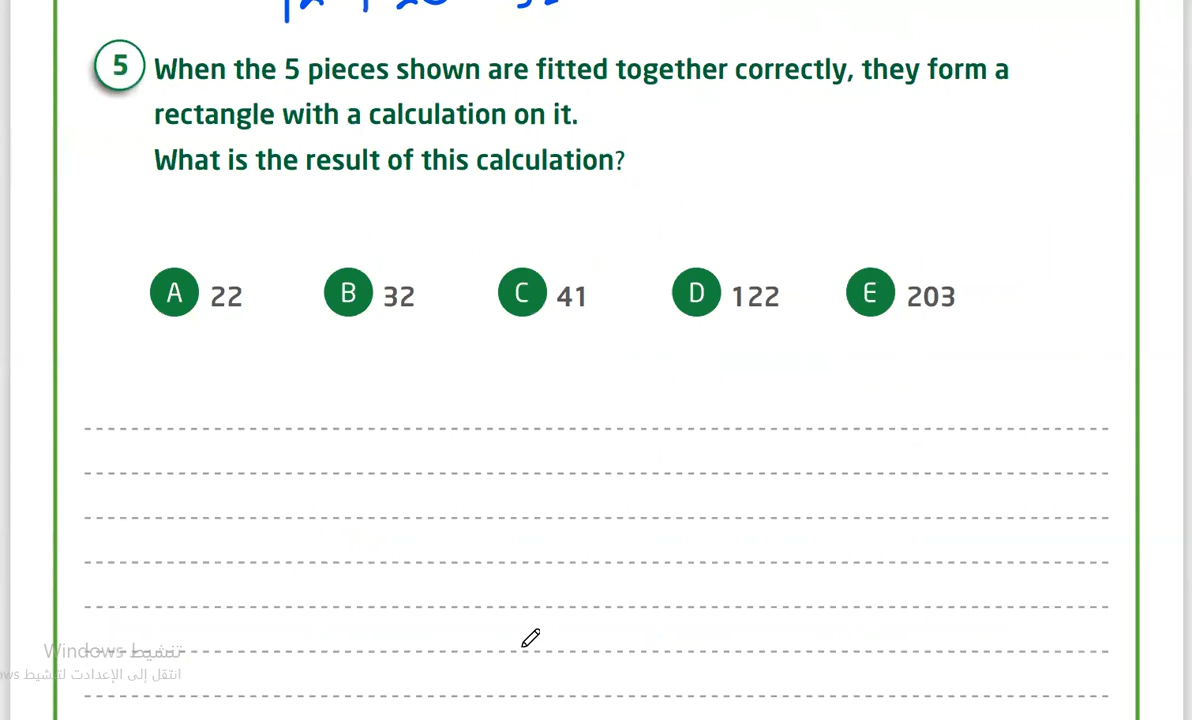 5 When the 5 pieces shown are fitted together correctly, they form a
rectangle with a calculation on it.
What is the result of this calculation?
A 22 B 32 C 41 D 122 E 203
تنشيط Windows
انتقل إلى الإعدادت لتنشيط